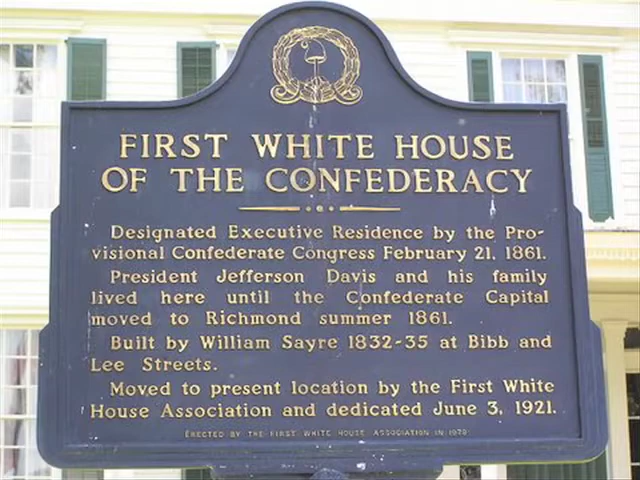 FIRST WHITE HOUSE
OF THE CONFEDERACY
Designated Executive Residence by the Pro-
visional Confederate Congress February 21, 1861.
President Jefferson Davis and his family
lived here until the Confederate Capital
moved to Richmond summer 1861.
Built by William Sayre 1832-35 at Bibb and
Lee Streets.
Moved to present location by the First White
House Association and dedicated June 3, 1921.
ERECTED BY THE FIRST WHITE HOUSE ASSOCIATION IN